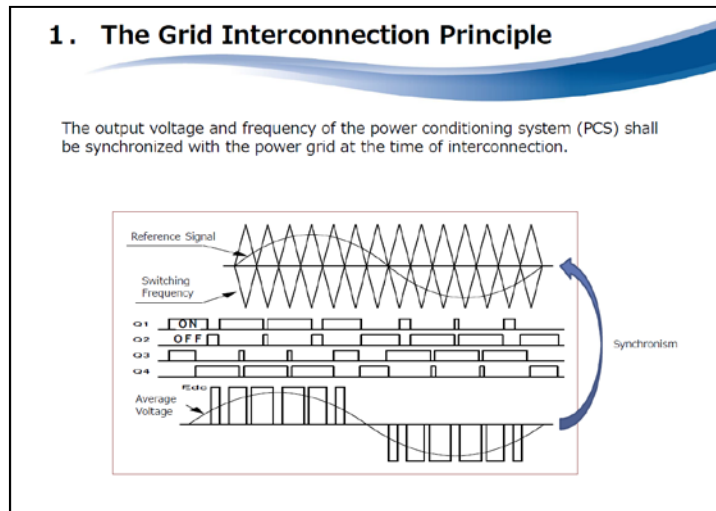 1. The Grid Interconnection Principle
The output voltage and frequency of the power conditioning system (PCS) shall
be synchronized with the power grid at the time of interconnection.
Reference Signal
Switching
Frequency
Q1 ON
Q2 OFF
Q3
Q4
Edc
Average
Voltage
Synchronism